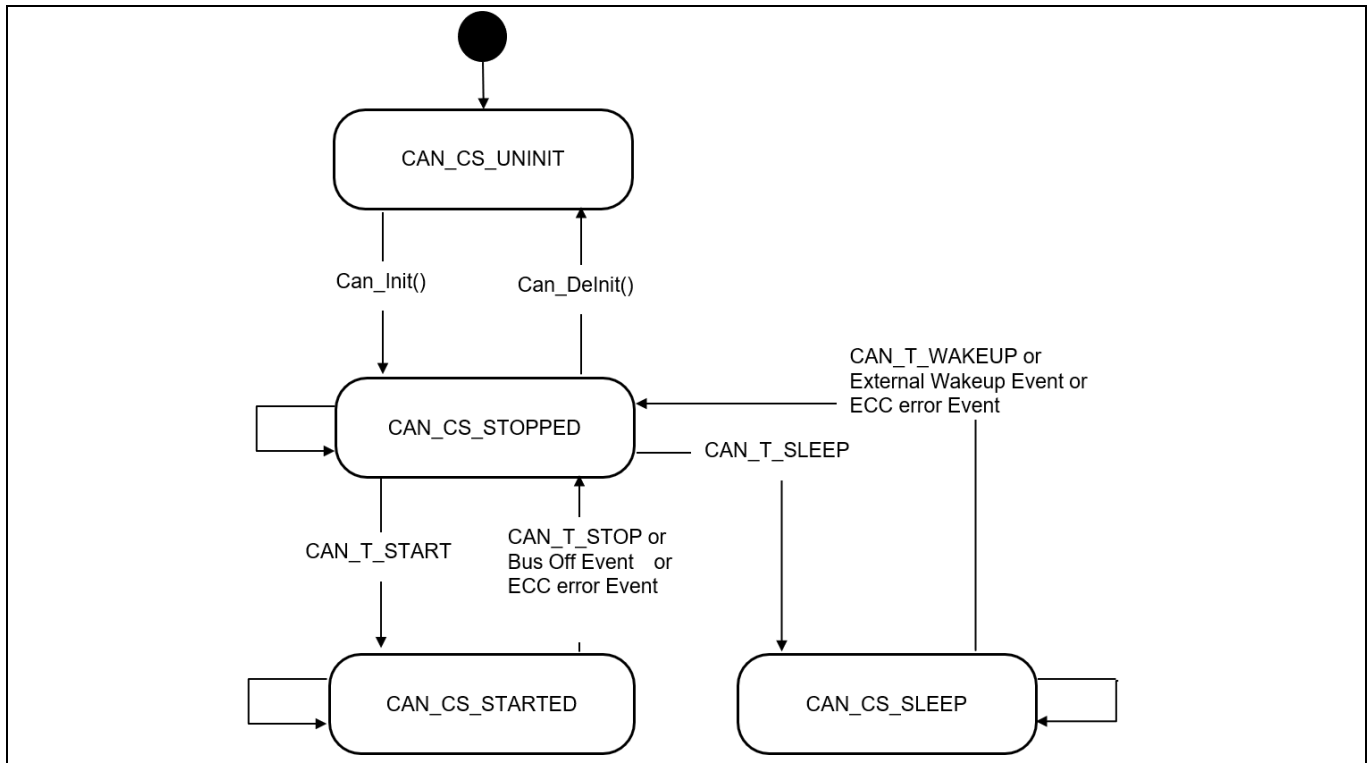 CAN_CS_UNINIT
Can_Init()
Can_DeInit()
CAN_T_WAKEUP or
External Wakeup Event or
ECC error Event
CAN_CS_STOPPED
CAN_T_SLEEP
CAN_T_START
CAN_T_STOP or
Bus Off Event or
ECC error Event
CAN_CS_STARTED
CAN_CS_SLEEP